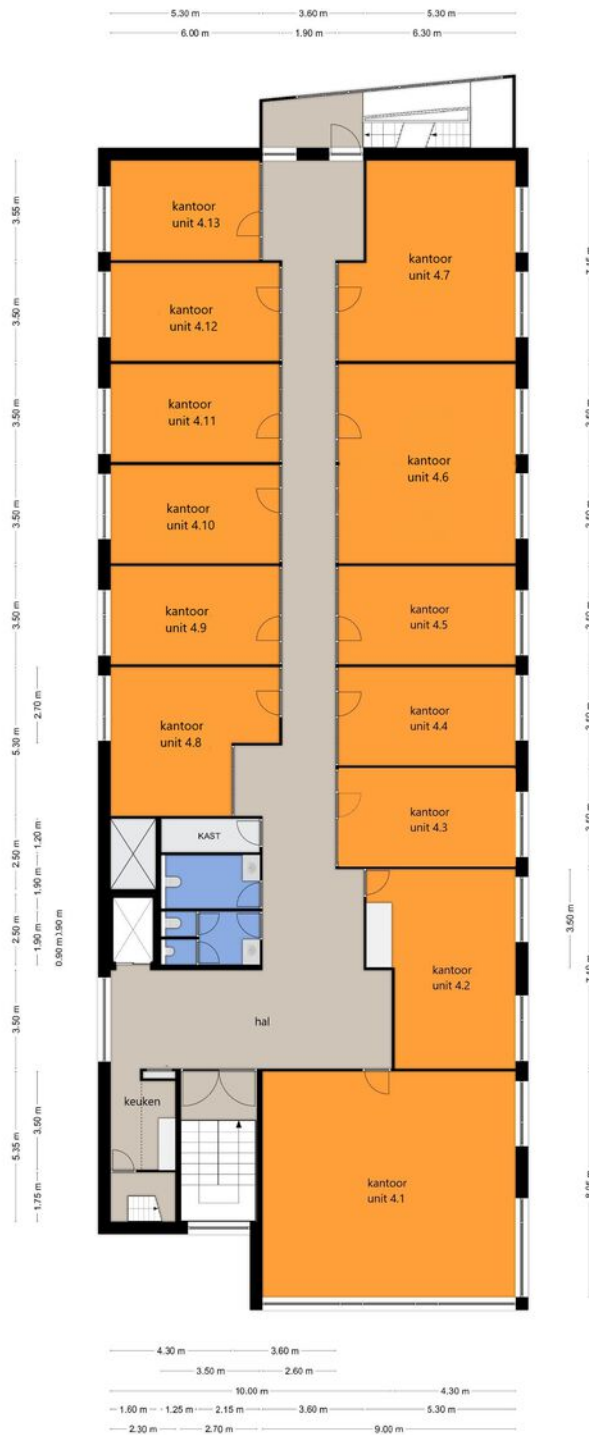 5.30 m 3.60 m 5.30 m
6.00 m 1.90 m 6.30 m
kantoor
unit 4.13
kantoor
unit 4.7
kantoor
unit 4.12
kantoor
unit 4.11
kantoor
unit 4.6
kantoor
unit 4.10
kantoor
unit 4.9
kantoor
unit 4.5
kantoor
unit 4.8
kantoor
unit 4.4
kantoor
unit 4.3
KAST
kantoor
unit 4.2
hal
keuken
kantoor
unit 4.1
3.55 m
3.50 m
3.50 m
3.50 m
3.50 m
5.30 m
2.70 m
2.50 m
1.20 m
1.90 m
2.50 m
1.90 m
0.90 m
0.90 m
3.50 m
5.35 m
3.50 m
1.75 m
3.50 m
4.30 m 3.60 m
3.50 m 2.60 m
10.00 m 4.30 m
1.60 m 1.25 m 2.15 m 3.60 m 5.30 m
2.30 m 2.70 m 9.00 m